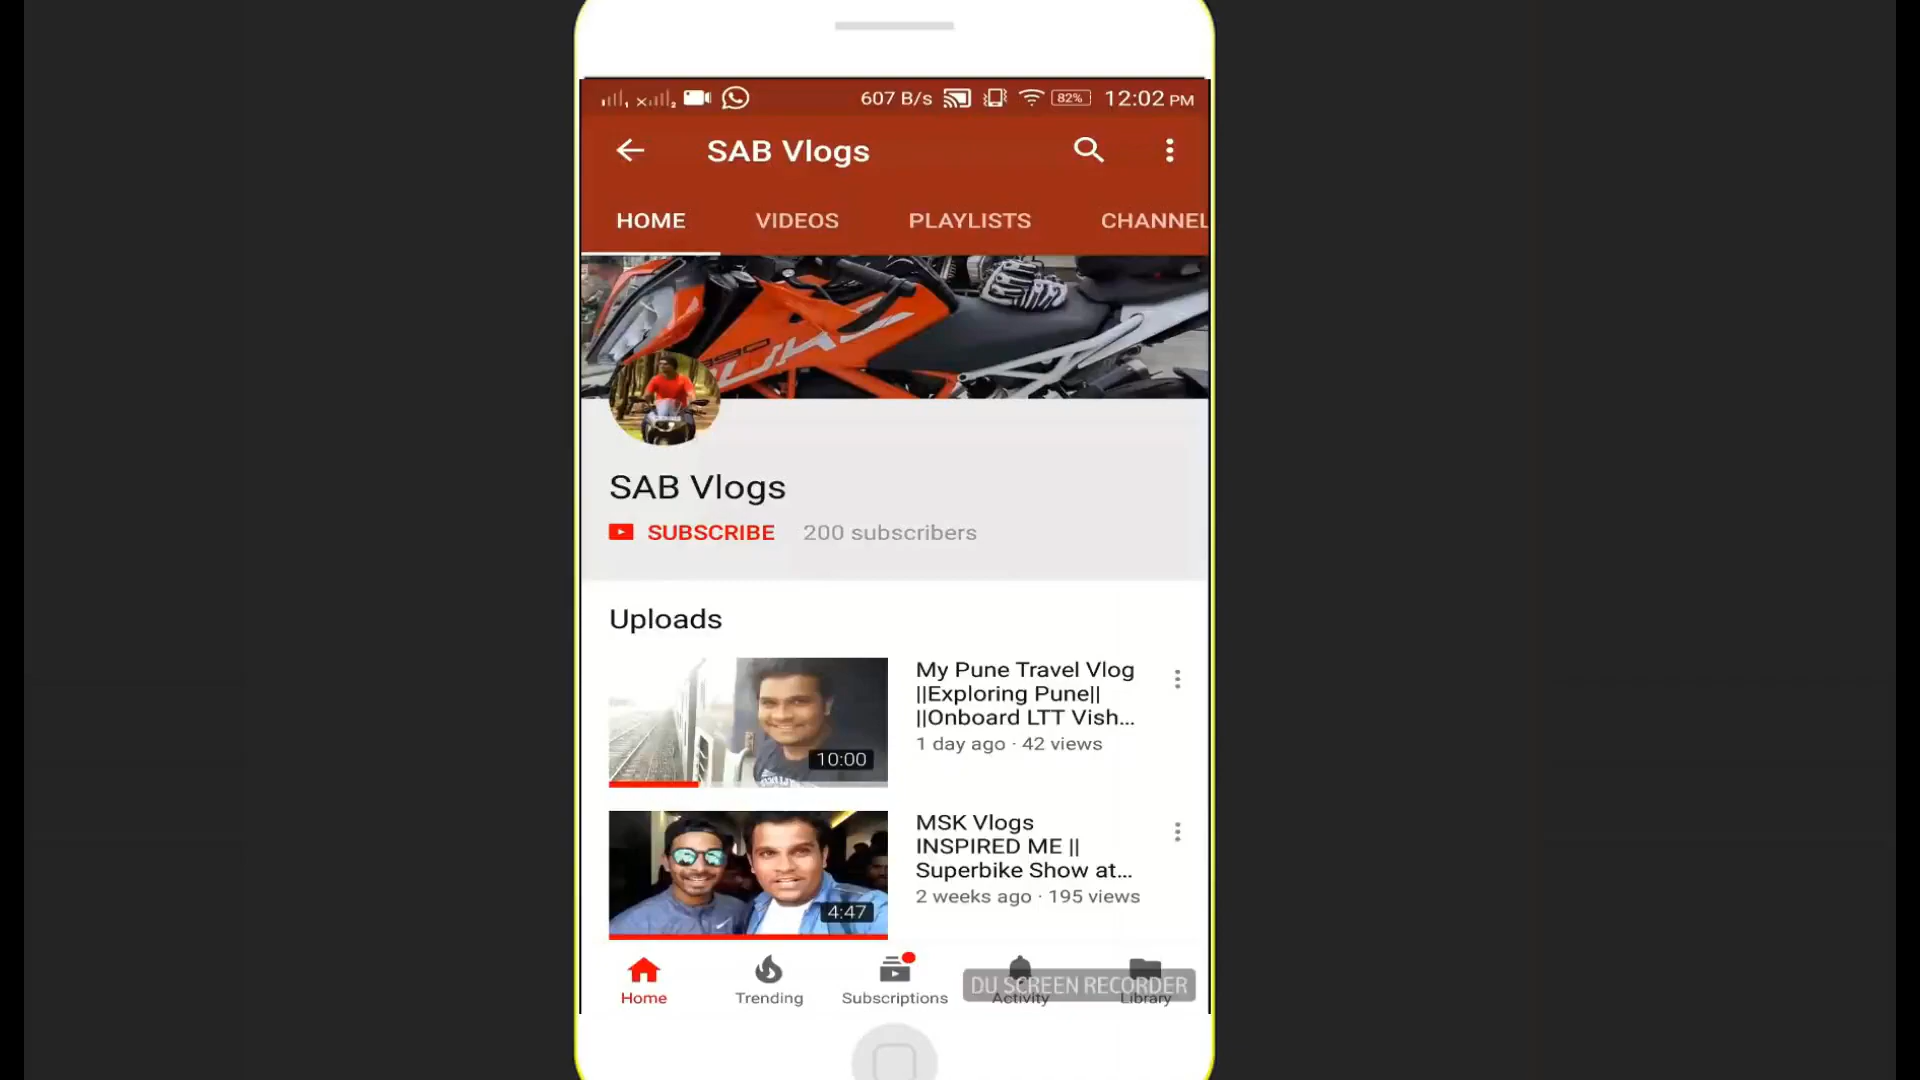 607 B/s 82% 12:02 PM
SAB Vlogs
HOME VIDEOS PLAYLISTS CHANNEL
390
DUKE
SAB Vlogs
SUBSCRIBE 200 subscribers
Uploads
My Pune Travel Vlog
||Exploring Pune||
||Onboard LTT Vish...
1 day ago · 42 views
10:00
MSK Vlogs
INSPIRED ME ||
Superbike Show at...
2 weeks ago · 195 views
4:47
DU SCREEN RECORDER
Home Trending Subscriptions Activity Library